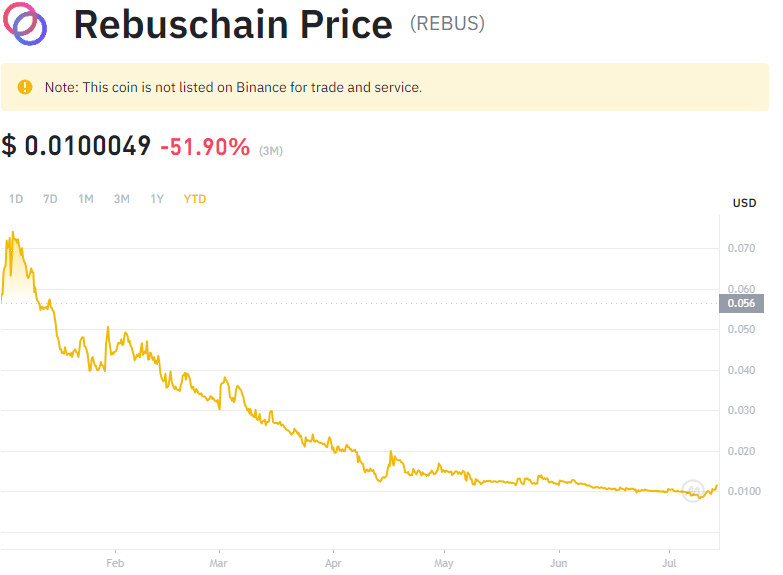 Rebuschain Price (REBUS)
Note: This coin is not listed on Binance for trade and service.
$ 0.0100049 -51.90% (3M)
1D 7D 1M 3M 1Y YTD
USD
0.070
0.060
0.056
0.050
0.040
0.030
0.020
0.0100
Feb Mar Apr May Jun Jul